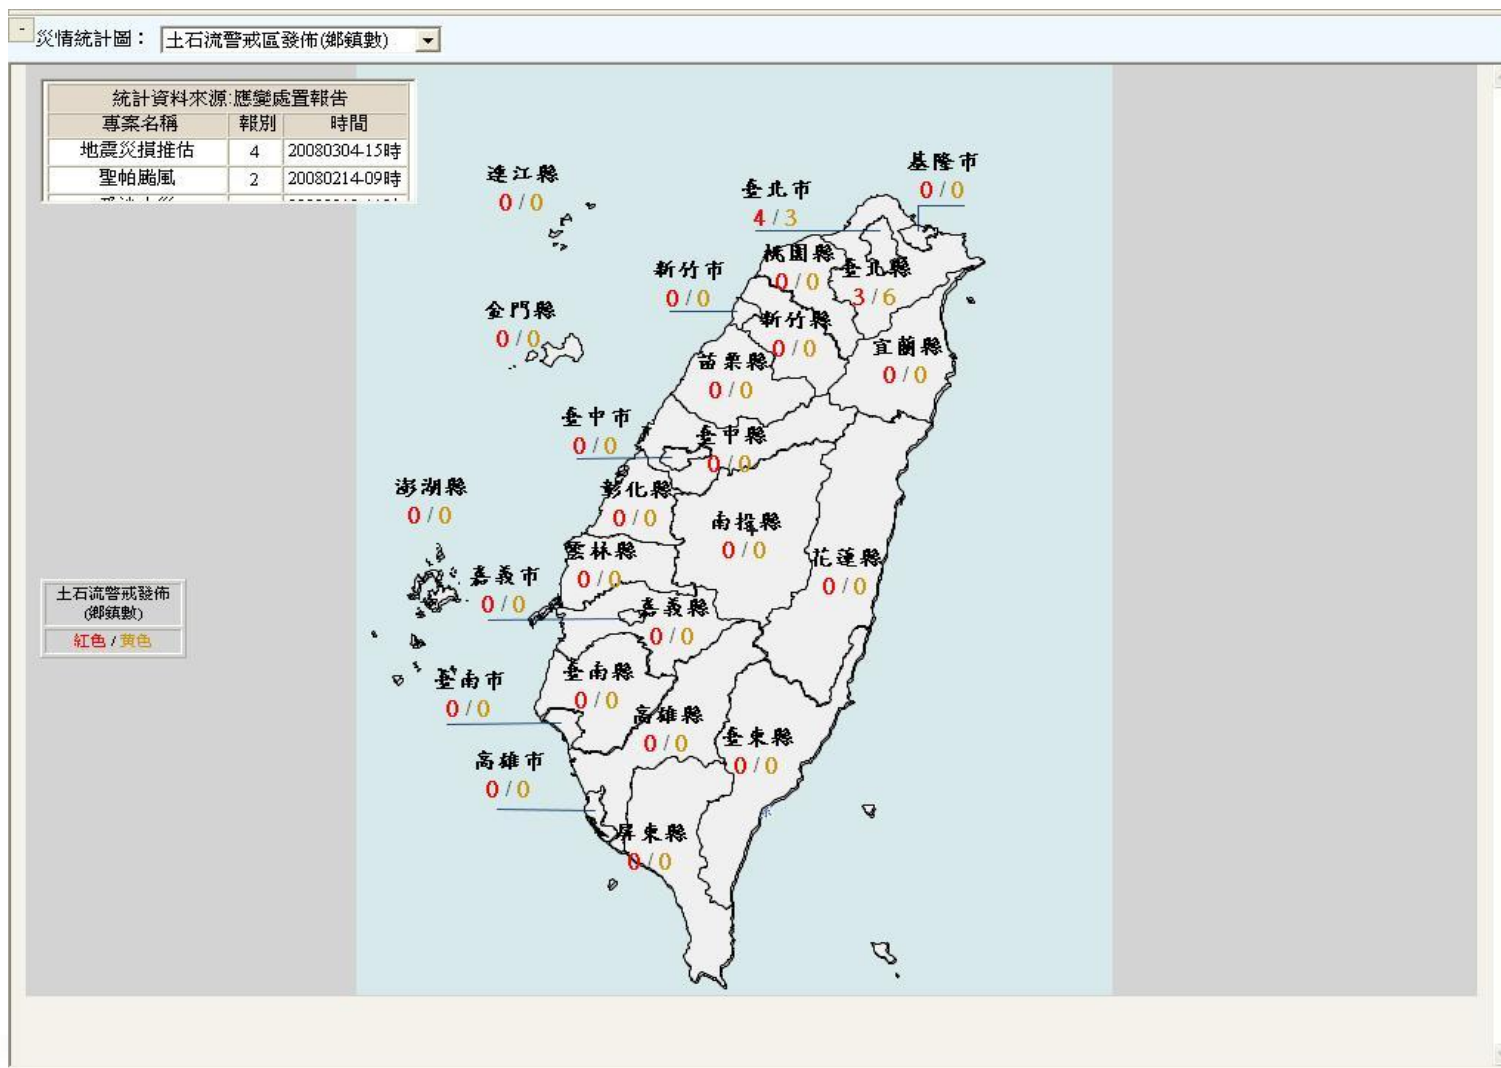 災情統計圖： 土石流警戒區發佈(鄉鎮數)
統計資料來源:應變處置報告
專案名稱 報別 時間
地震災損推估 4 20080304-15時
聖帕颱風 2 20080214-09時
基隆市
0 / 0
連江縣
0 / 0
臺北市
4 / 3
桃園縣
0 / 0
臺北縣
3 / 6
新竹市
0 / 0
金門縣
0 / 0
新竹縣
0 / 0
宜蘭縣
0 / 0
苗栗縣
0 / 0
臺中市
0 / 0
臺中縣
0 / 0
澎湖縣
0 / 0
彰化縣
0 / 0
南投縣
0 / 0
雲林縣
0 / 0
花蓮縣
0 / 0
嘉義市
0 / 0
嘉義縣
0 / 0
土石流警戒發佈
(鄉鎮數)
紅色 / 黃色
臺南市
0 / 0
臺南縣
0 / 0
高雄縣
0 / 0
臺東縣
0 / 0
高雄市
0 / 0
屏東縣
0 / 0